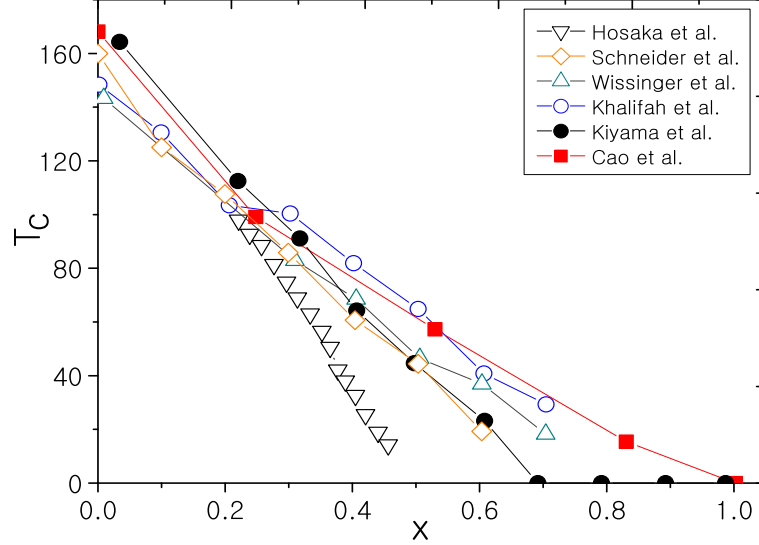 Hosaka et al.
Schneider et al.
Wissinger et al.
Khalifah et al.
Kiyama et al.
Cao et al.
160
120
80
40
0
T_C
0.0 0.2 0.4 0.6 0.8 1.0
x